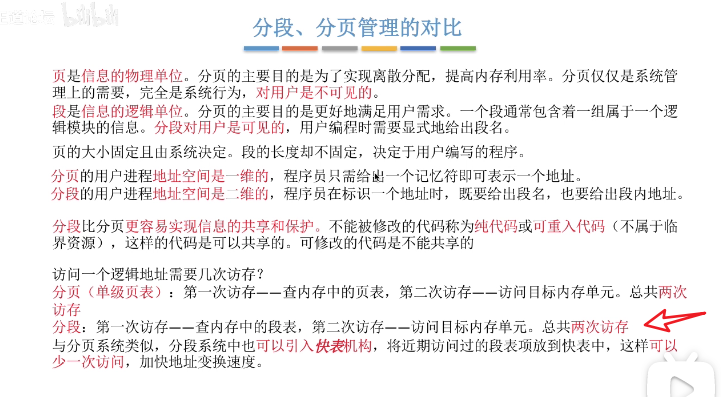 bilibili
分段、分页管理的对比
页是信息的物理单位。分页的主要目的是为了实现离散分配，提高内存利用率。分页仅仅是系统管
理上的需要，完全是系统行为，对用户是不可见的。
段是信息的逻辑单位。分页的主要目的是更好地满足用户需求。一个段通常包含着一组属于一个逻
辑模块的信息。分段对用户是可见的，用户编程时需要显式地给出段名。
页的大小固定且由系统决定。段的长度却不固定，决定于用户编写的程序。
分页的用户进程地址空间是一维的，程序员只需给出一个记忆符即可表示一个地址。
分段的用户进程地址空间是二维的，程序员在标识一个地址时，既要给出段名，也要给出段内地址。
分段比分页更容易实现信息的共享和保护。不能被修改的代码称为纯代码或可重入代码（不属于临
界资源），这样的代码是可以共享的。可修改的代码是不能共享的
访问一个逻辑地址需要几次访存？
分页（单级页表）：第一次访存——查内存中的页表，第二次访存——访问目标内存单元。总共两次
访存
分段：第一次访存——查内存中的段表，第二次访存——访问目标内存单元。总共两次访存
与分页系统类似，分段系统中也可以引入快表机构，将近期访问过的段表项放到快表中，这样可以
少一次访问，加快地址变换速度。